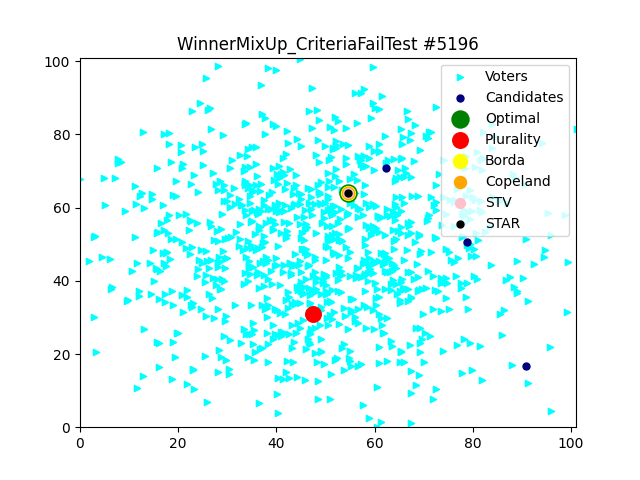 WinnerMixUp_CriteriaFailTest #5196
100
80
60
40
20
0
0 20 40 60 80 100
Voters
Candidates
Optimal
Plurality
Borda
Copeland
STV
STAR